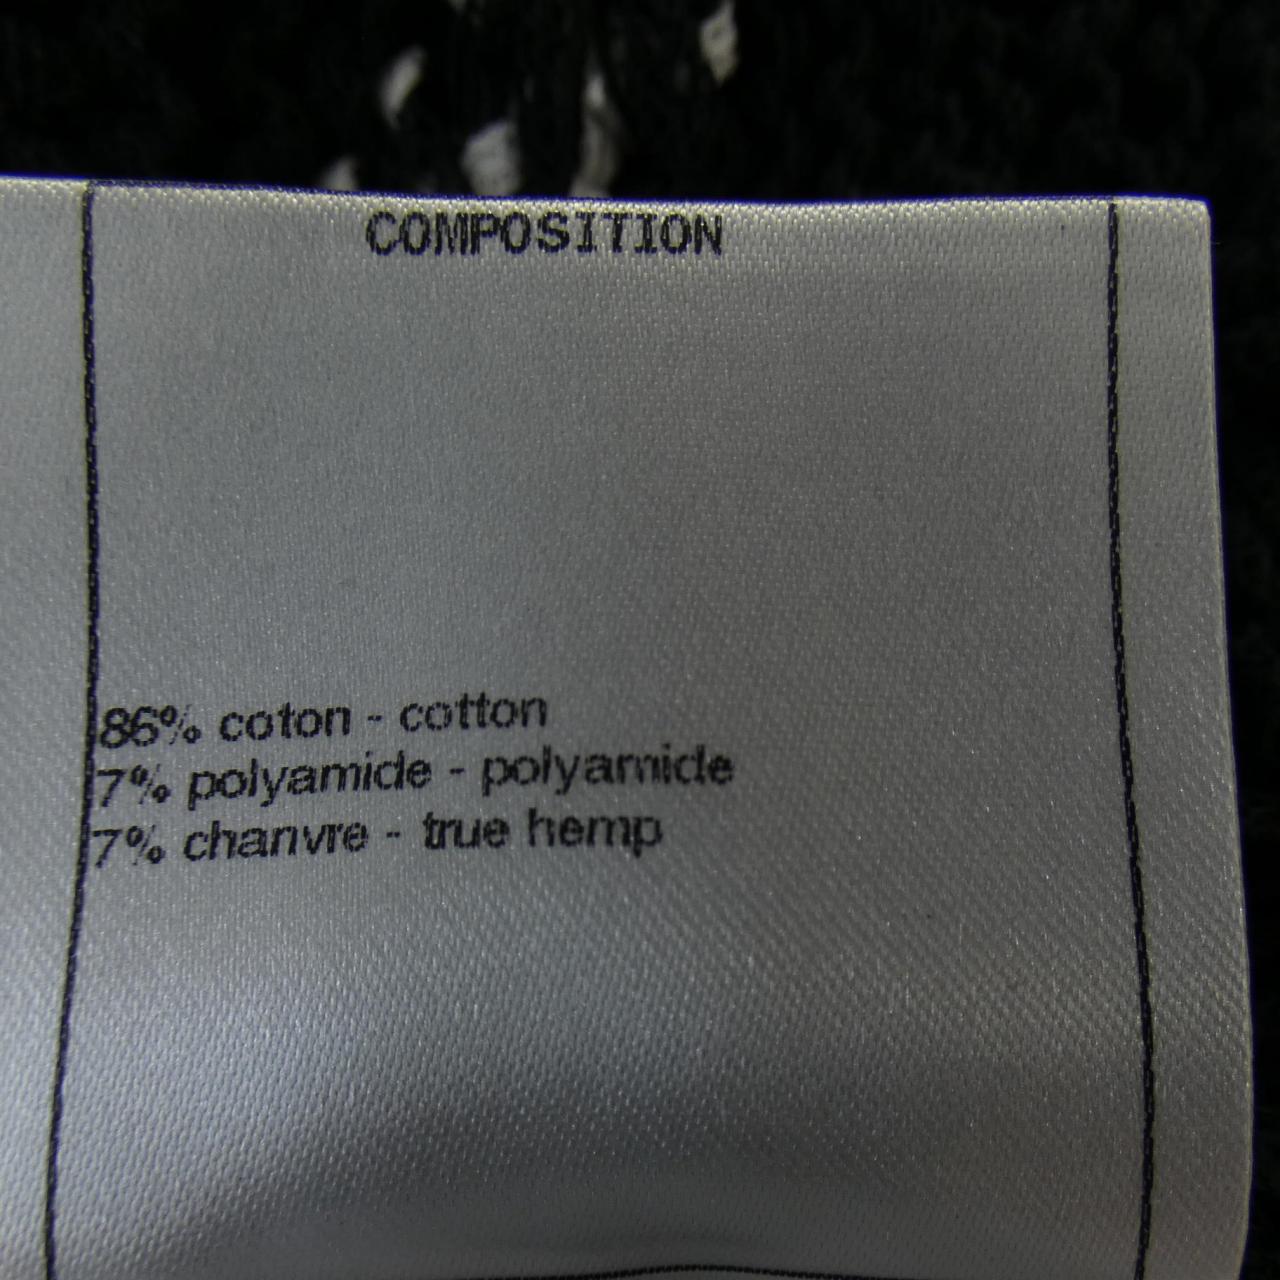 COMPOSITION
86% coton - cotton
7% polyamide - polyamide
7% chanvre - true hemp